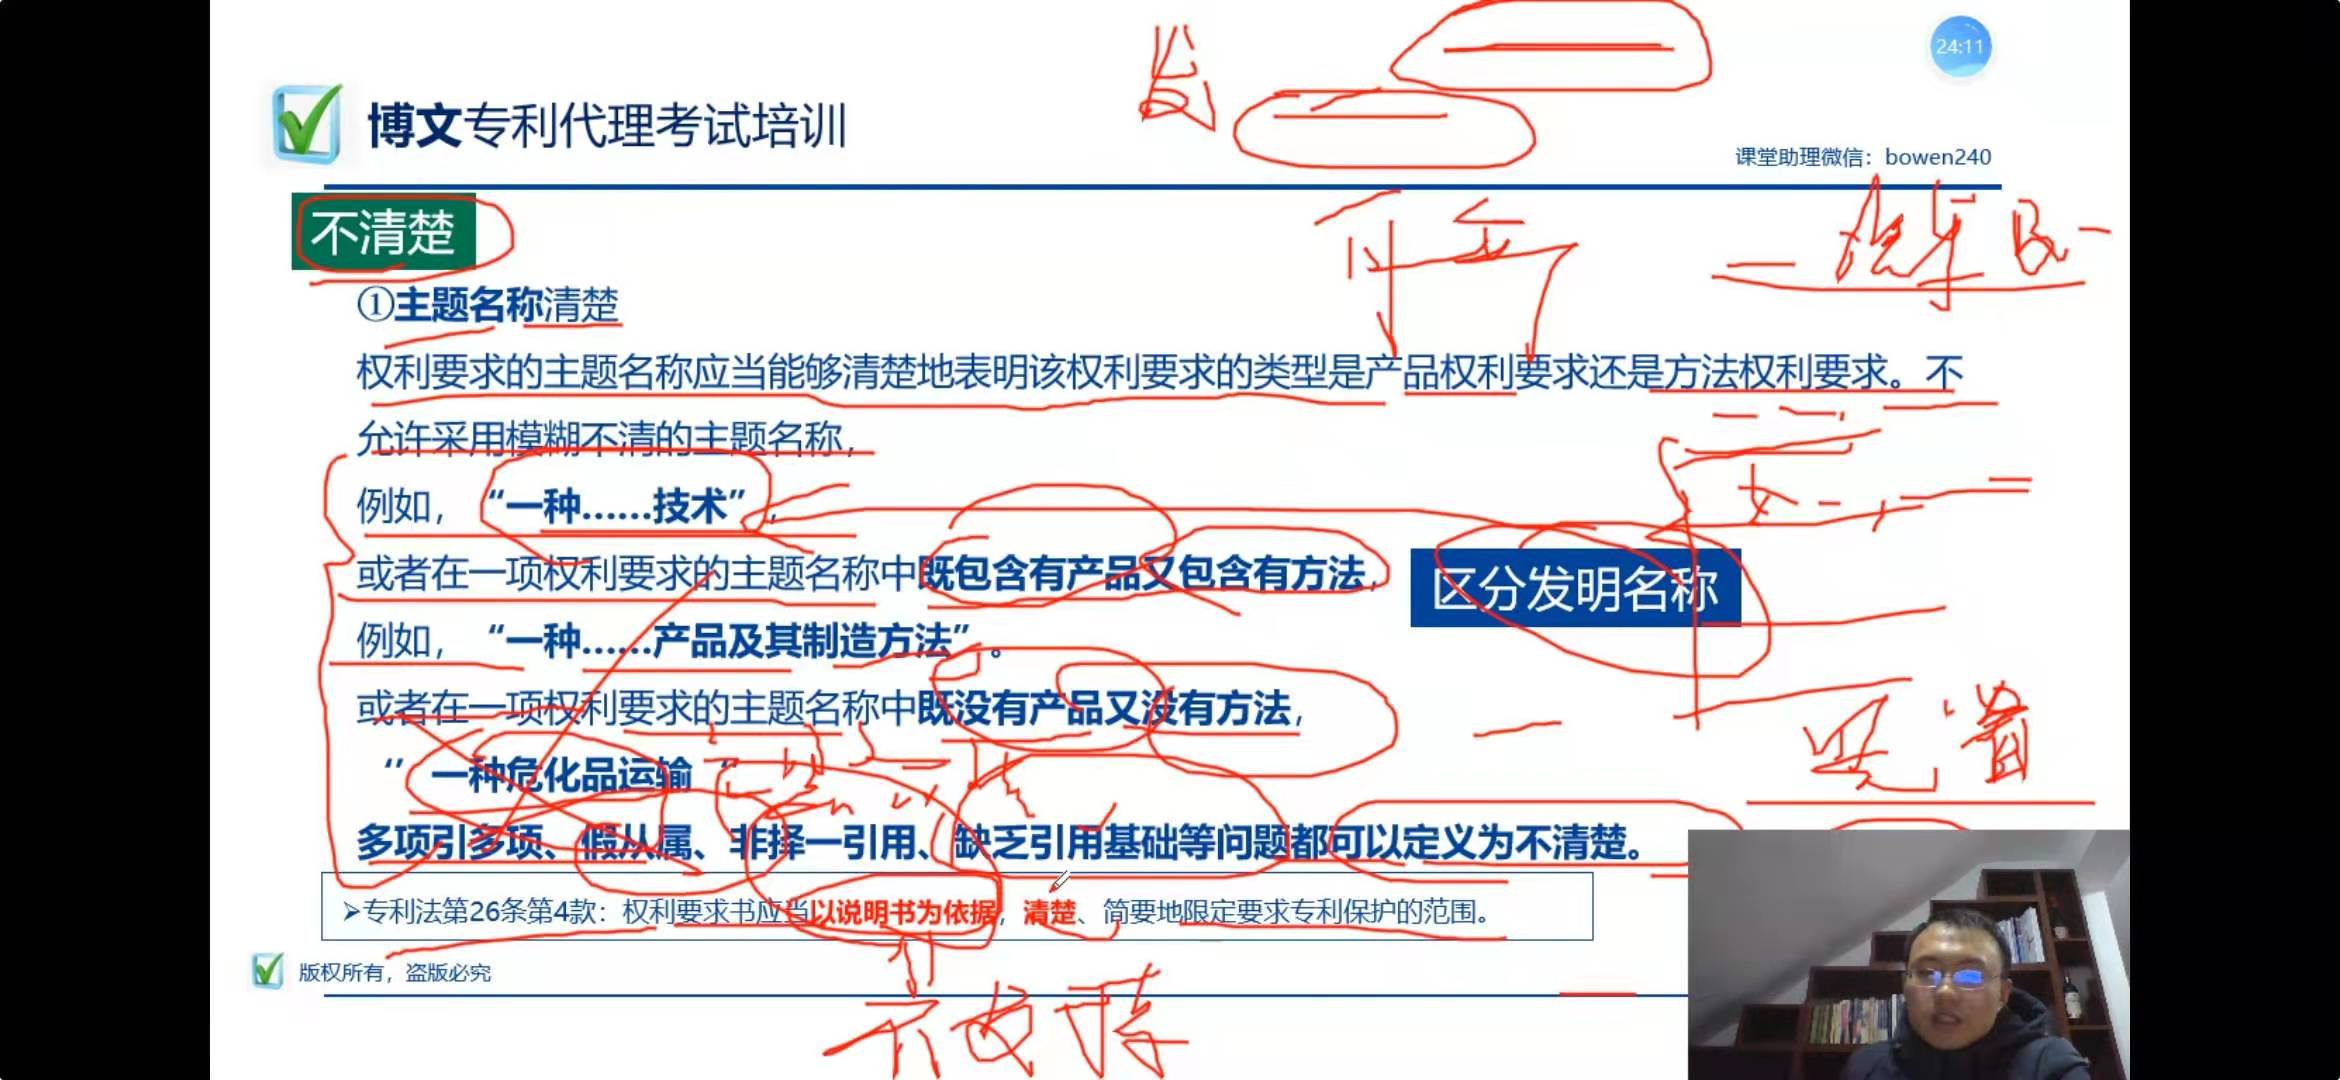 24:11
博文专利代理考试培训
课堂助理微信：bowen240
不清楚
①主题名称清楚
权利要求的主题名称应当能够清楚地表明该权利要求的类型是产品权利要求还是方法权利要求。不
允许采用模糊不清的主题名称，
例如，“一种……技术”，
或者在一项权利要求的主题名称中既包含有产品又包含有方法，
区分发明名称
例如，“一种……产品及其制造方法”。
或者在一项权利要求的主题名称中既没有产品又没有方法，
“一种危化品运输“
多项引多项、假从属、非择一引用、缺乏引用基础等问题都可以定义为不清楚。
➢专利法第26条第4款：权利要求书应当以说明书为依据，清楚、简要地限定要求专利保护的范围。
版权所有，盗版必究
不支持